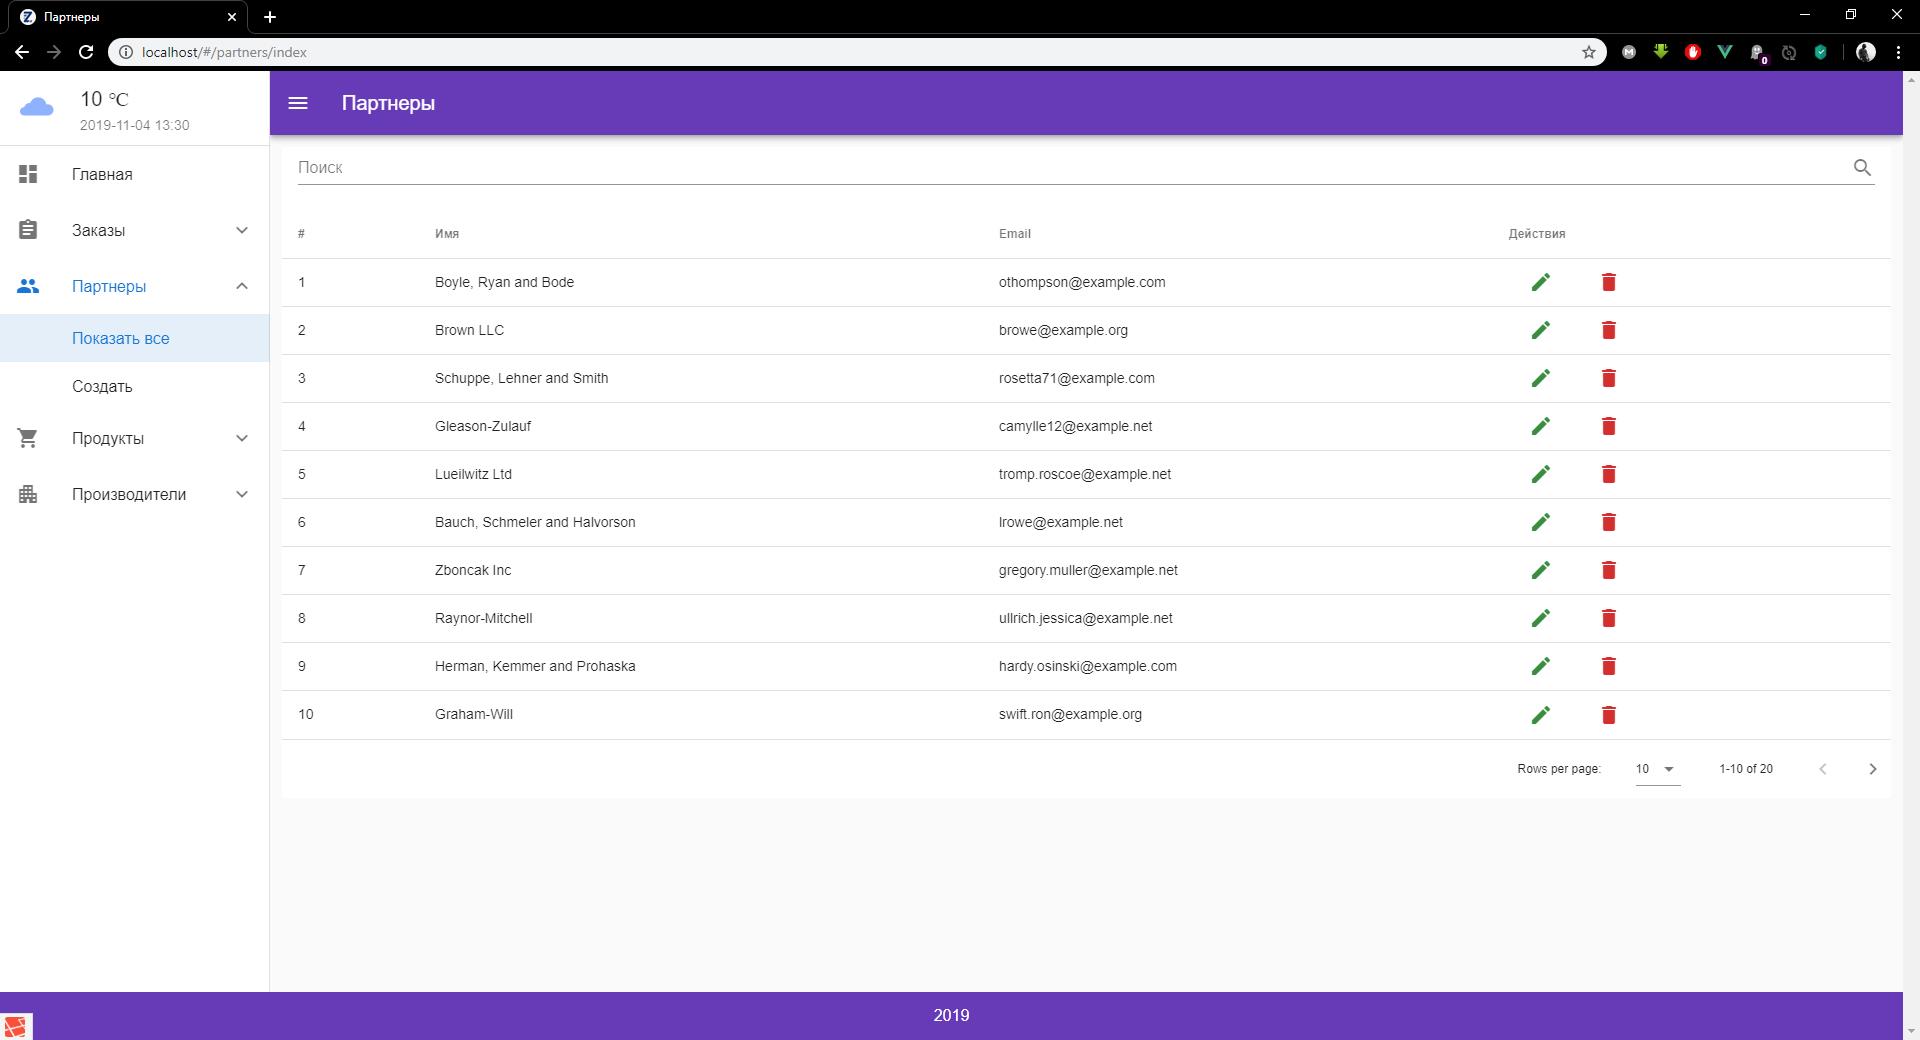 Партнеры
localhost/#/partners/index
0
10 °C
2019-11-04 13:30
Партнеры
Главная
Заказы
Партнеры
Показать все
Создать
Продукты
Производители
Поиск
# Имя Email Действия
1 Boyle, Ryan and Bode othompson@example.com
2 Brown LLC browe@example.org
3 Schuppe, Lehner and Smith rosetta71@example.com
4 Gleason-Zulauf camylle12@example.net
5 Lueilwitz Ltd tromp.roscoe@example.net
6 Bauch, Schmeler and Halvorson lrowe@example.net
7 Zboncak Inc gregory.muller@example.net
8 Raynor-Mitchell ullrich.jessica@example.net
9 Herman, Kemmer and Prohaska hardy.osinski@example.com
10 Graham-Will swift.ron@example.org
Rows per page: 10 1-10 of 20
2019